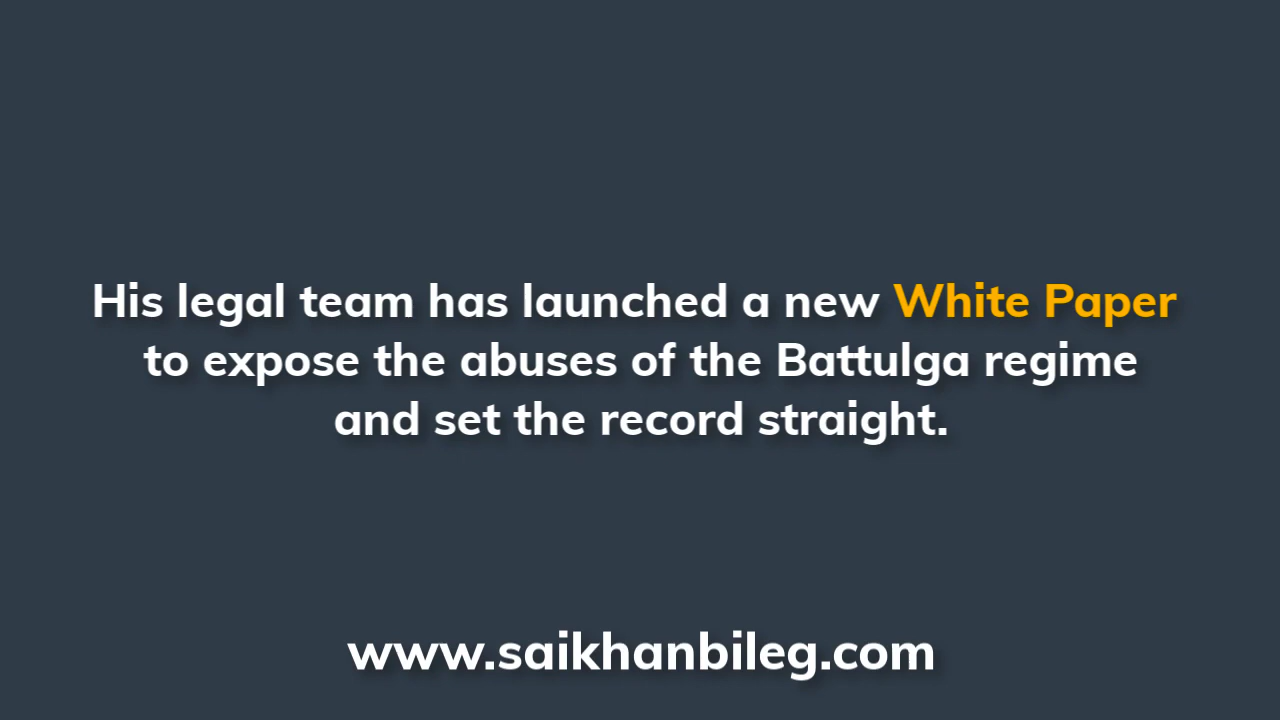 His legal team has launched a new White Paper
to expose the abuses of the Battulga regime
and set the record straight.
www.saikhanbileg.com